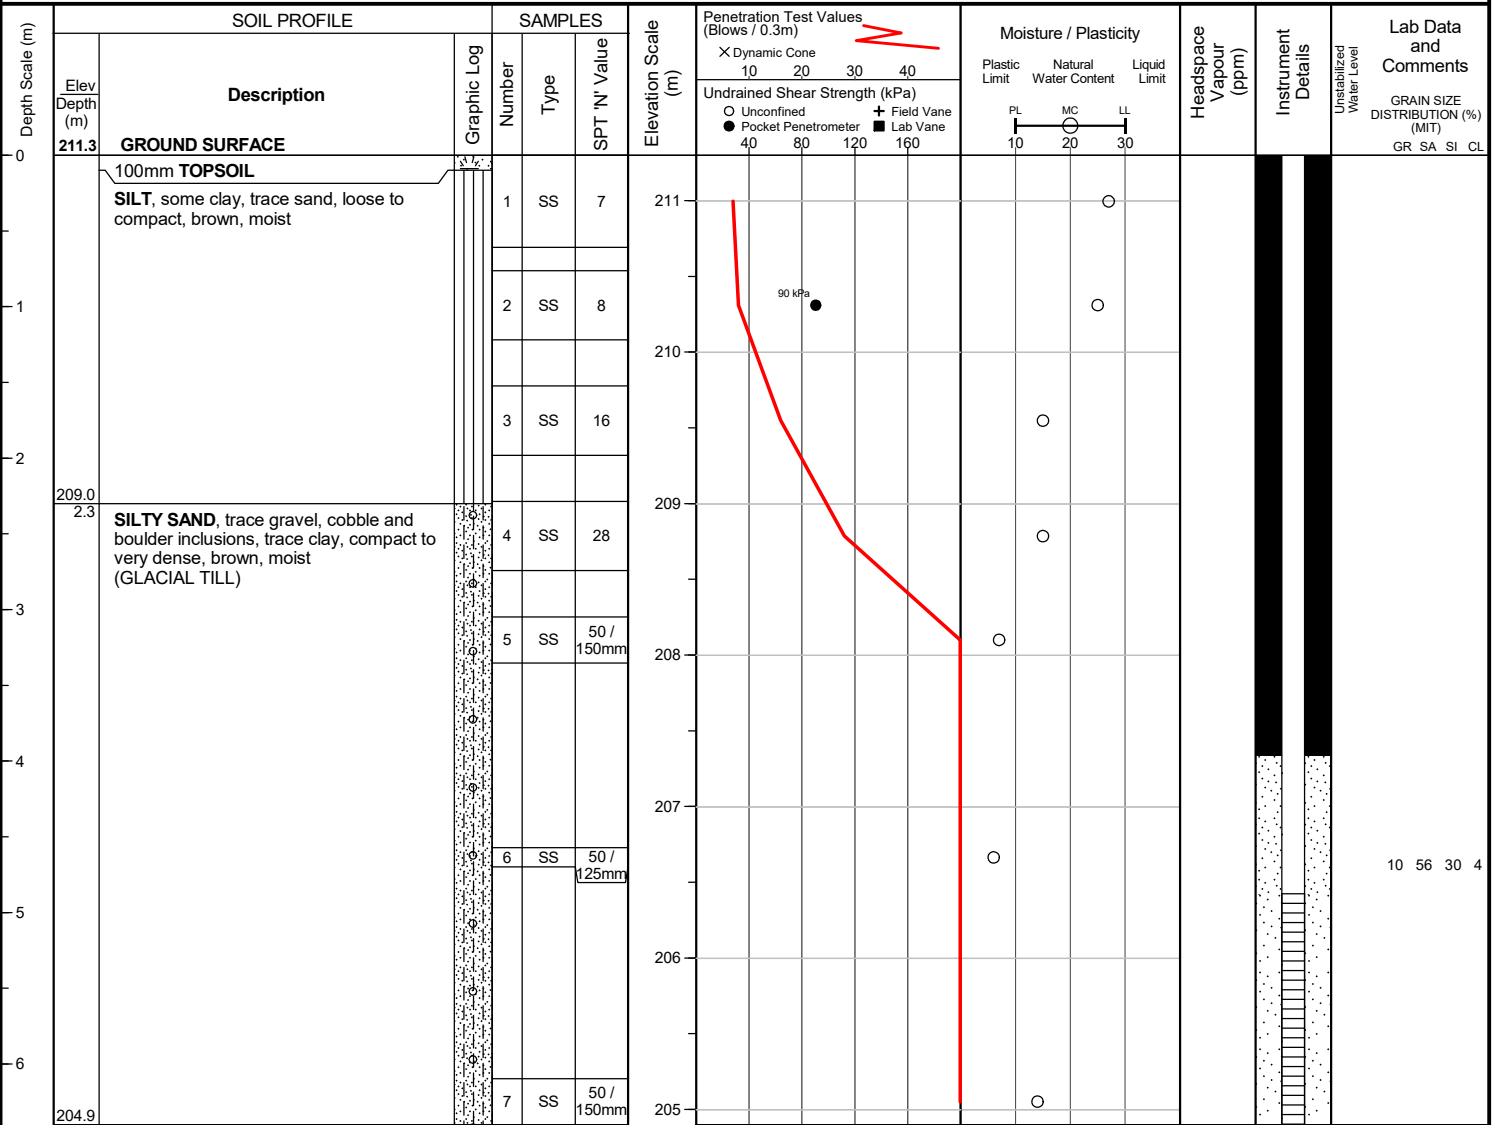 SOIL PROFILE
SAMPLES
Depth Scale (m)
Elev
Depth
(m)
Description
Graphic Log
Number
Type
SPT 'N' Value
Elevation Scale
(m)
Penetration Test Values
(Blows / 0.3m)
× Dynamic Cone
10 20 30 40
Undrained Shear Strength (kPa)
Unconfined
+ Field Vane
Pocket Penetrometer
Lab Vane
40 80 120 160
Moisture / Plasticity
Plastic
Limit
Natural
Water Content
Liquid
Limit
PL MC LL
10 20 30
Headspace
Vapour
(ppm)
Instrument
Details
Unstabilized
Water Level
Lab Data
and
Comments
GRAIN SIZE
DISTRIBUTION (%)
(MIT)
GR SA SI CL
211.3 GROUND SURFACE
0
100mm TOPSOIL
SILT, some clay, trace sand, loose to
compact, brown, moist
1 SS 7
211
90 kPa
1
2 SS 8
210
3 SS 16
2
209.0
2.3
209
SILTY SAND, trace gravel, cobble and
boulder inclusions, trace clay, compact to
very dense, brown, moist
(GLACIAL TILL)
4 SS 28
3
5 SS 50 /
150mm
208
4
207
6 SS 50 /
125mm
10 56 30 4
5
206
6
7 SS 50 /
150mm
205
204.9